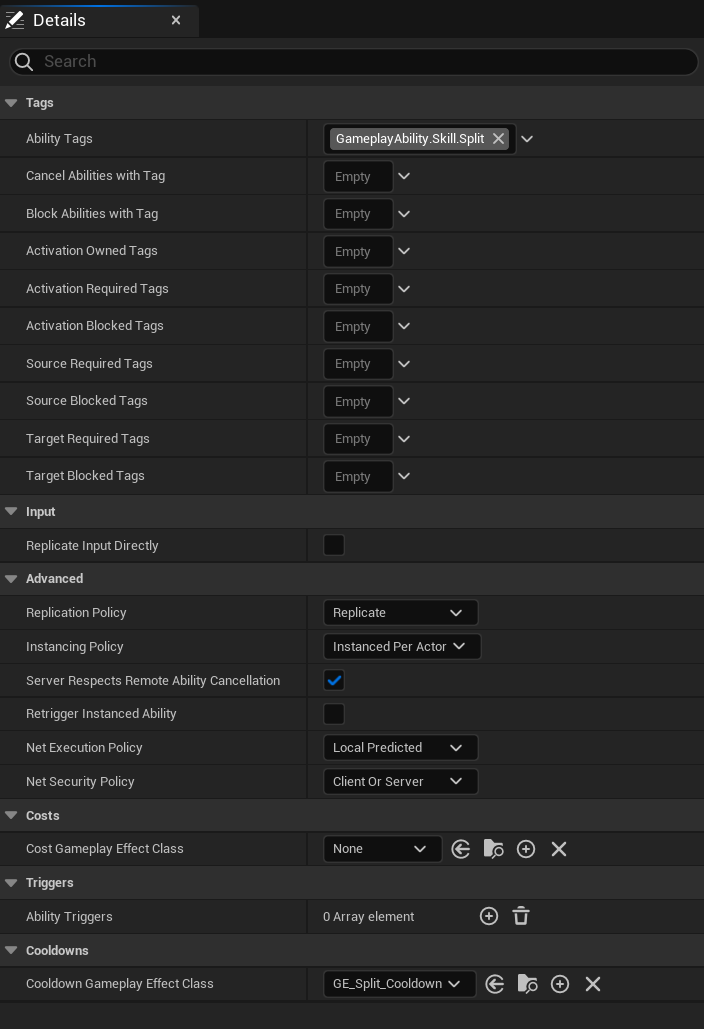 Details
Search
Tags
Ability Tags GameplayAbility.Skill.Split
Cancel Abilities with Tag Empty
Block Abilities with Tag Empty
Activation Owned Tags Empty
Activation Required Tags Empty
Activation Blocked Tags Empty
Source Required Tags Empty
Source Blocked Tags Empty
Target Required Tags Empty
Target Blocked Tags Empty
Input
Replicate Input Directly
Advanced
Replication Policy Replicate
Instancing Policy Instanced Per Actor
Server Respects Remote Ability Cancellation
Retrigger Instanced Ability
Net Execution Policy Local Predicted
Net Security Policy Client Or Server
Costs
Cost Gameplay Effect Class None
Triggers
Ability Triggers 0 Array element
Cooldowns
Cooldown Gameplay Effect Class GE_Split_Cooldown